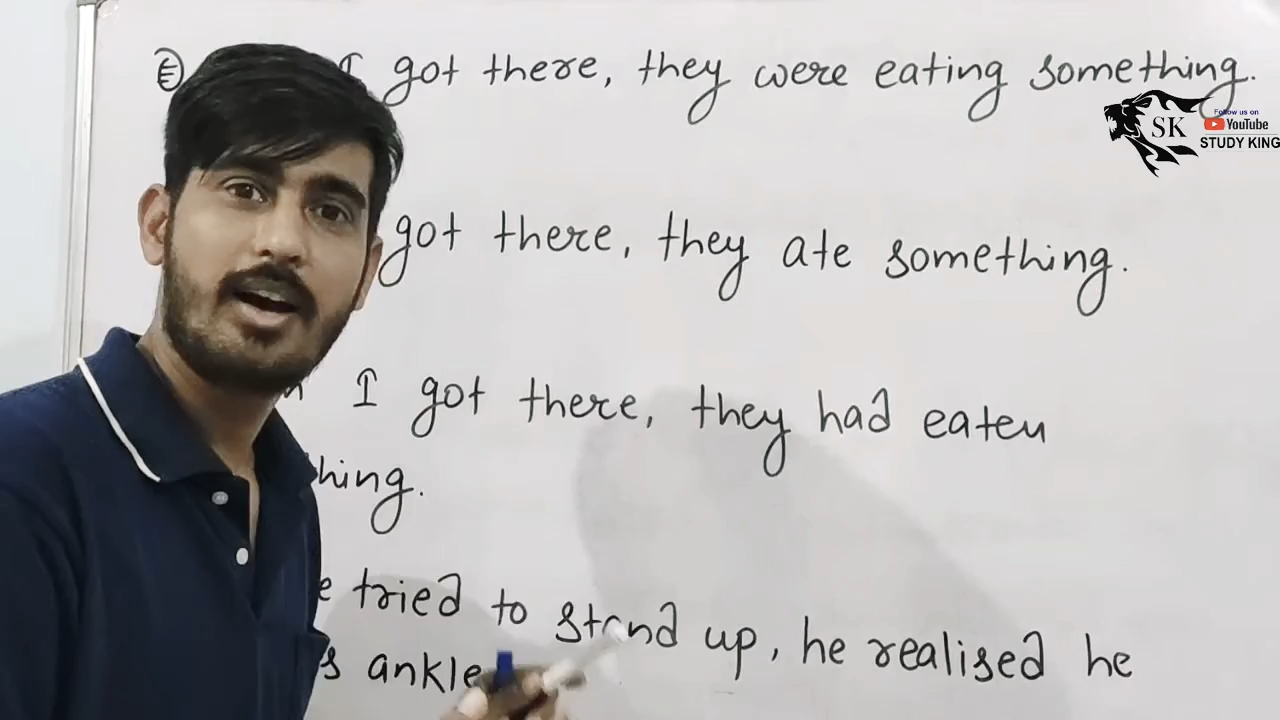 I got there, they were eating something.
Follow us on
SK YouTube
STUDY KING
got there, they ate something.
I got there, they had eaten
hing.
e tried to stand up, he realised he
s ankle